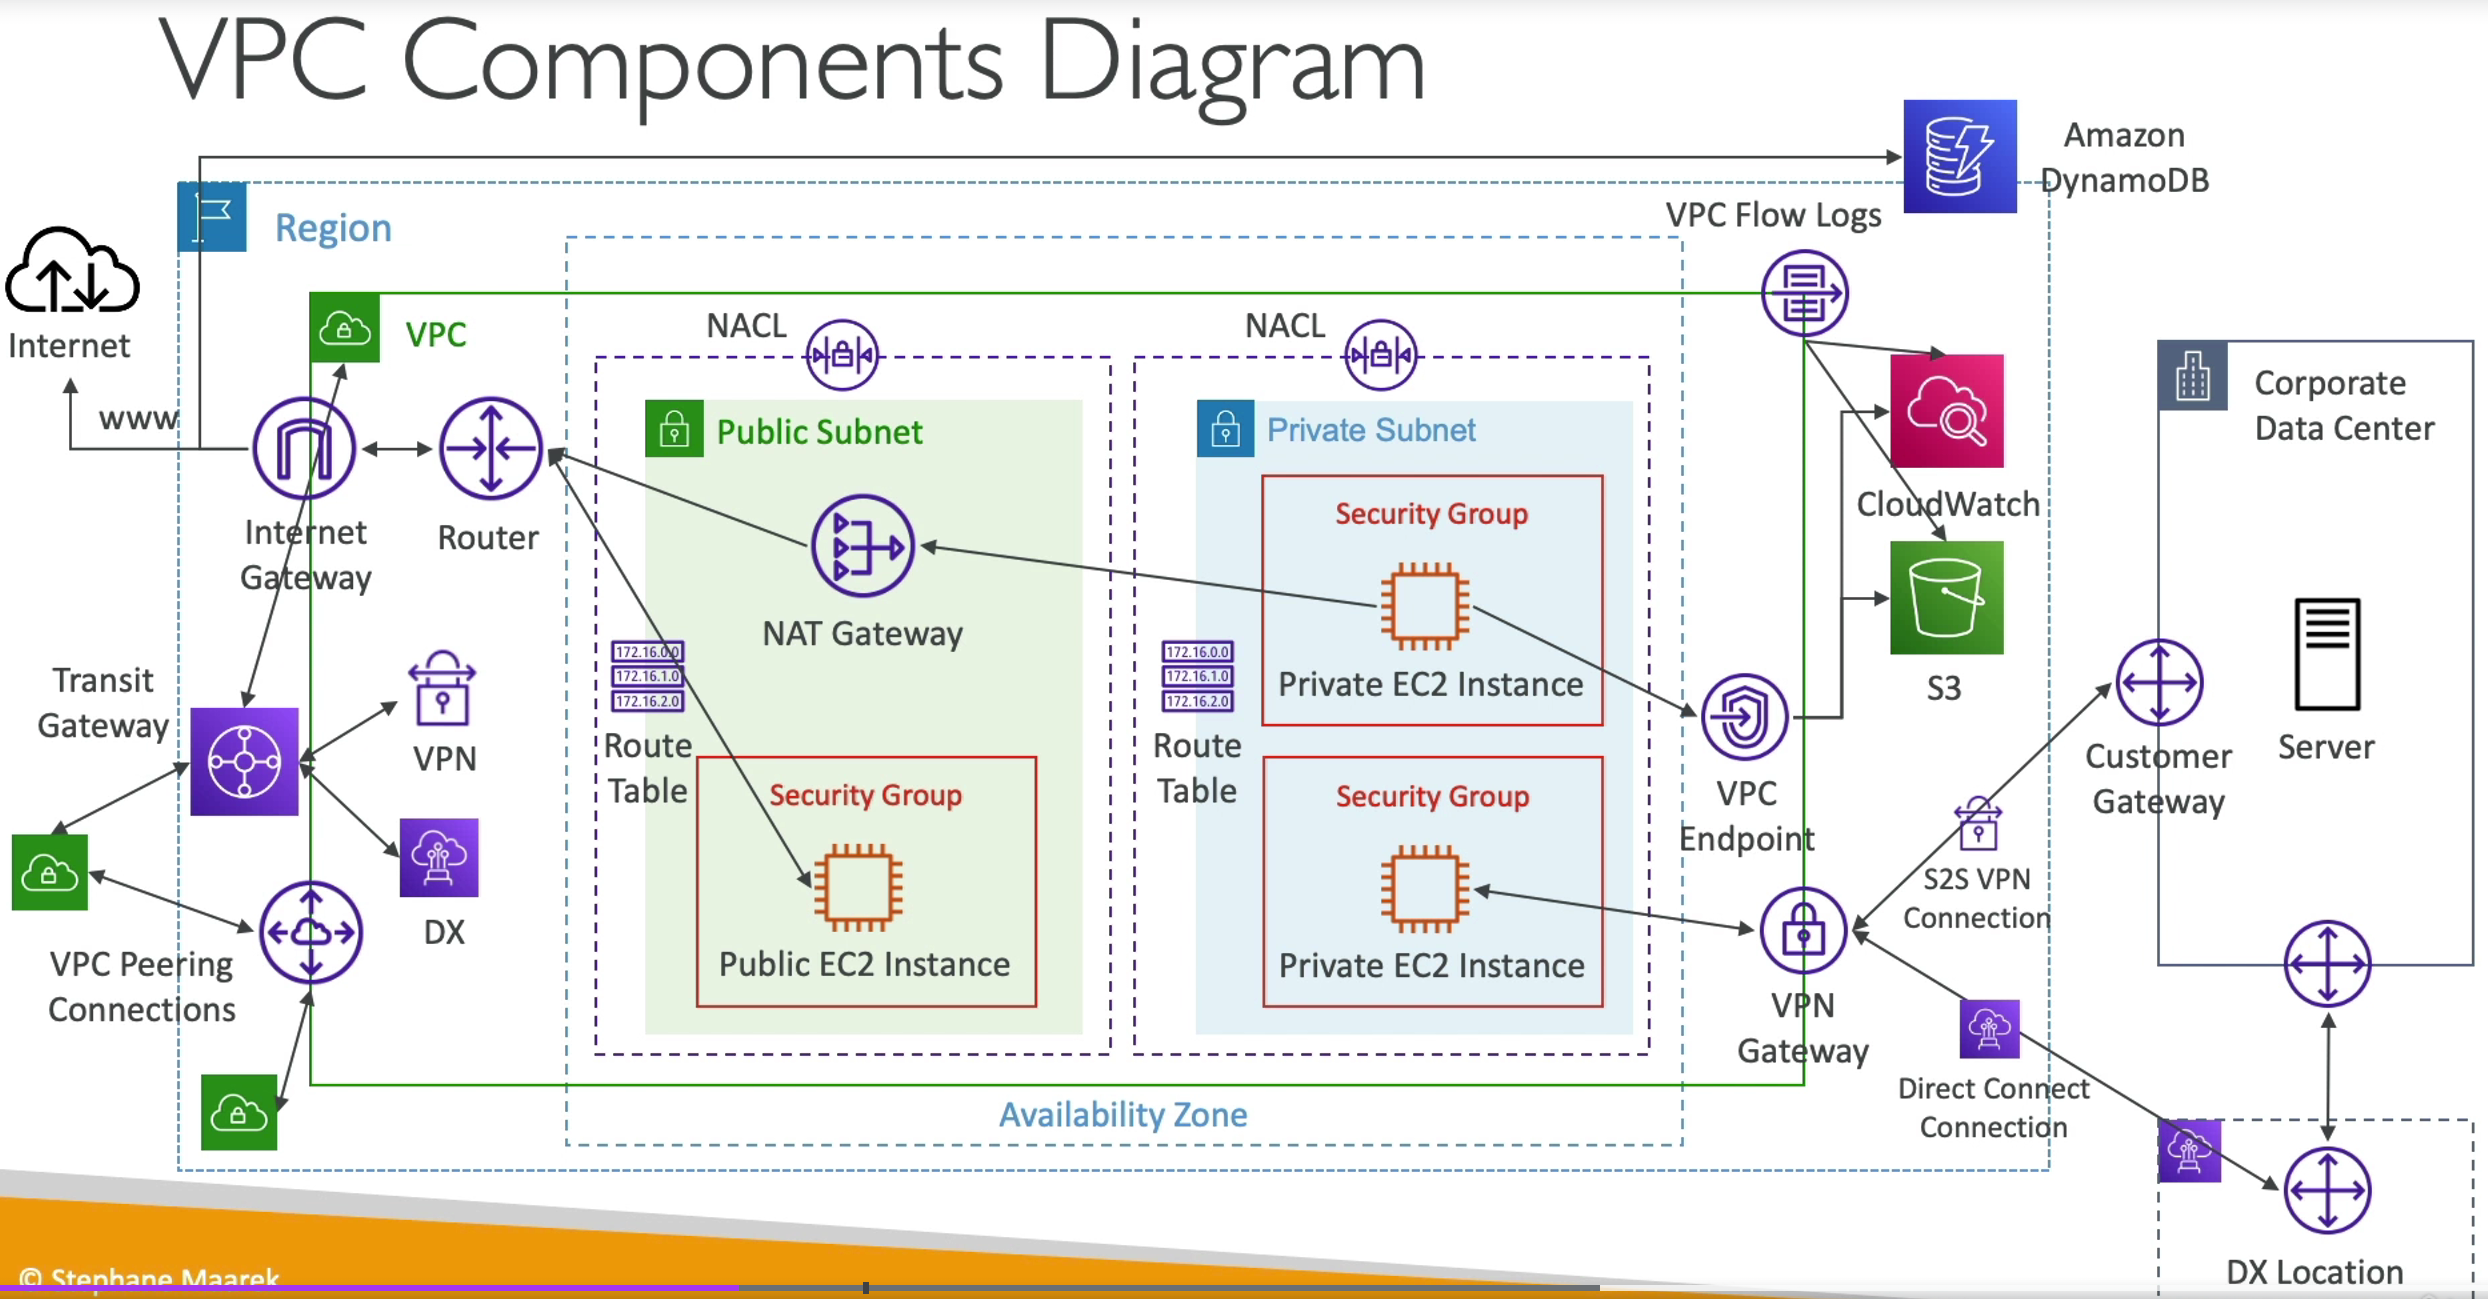 VPC Components Diagram
Amazon
DynamoDB
VPC Flow Logs
Region
Internet
www
VPC
NACL
NACL
Public Subnet
Private Subnet
Corporate
Data Center
Internet
Gateway
Router
Security Group
CloudWatch
NAT Gateway
172.16.0.0
172.16.1.0
172.16.2.0
Route
Table
172.16.0.0
172.16.1.0
172.16.2.0
Route
Table
Private EC2 Instance
S3
Transit
Gateway
VPN
DX
Security Group
Public EC2 Instance
Security Group
Private EC2 Instance
VPC
Endpoint
Customer
Gateway
Server
S2S VPN
Connection
VPC Peering
Connections
VPN
Gateway
Direct Connect
Connection
Availability Zone
DX Location
© Stephane Maarek